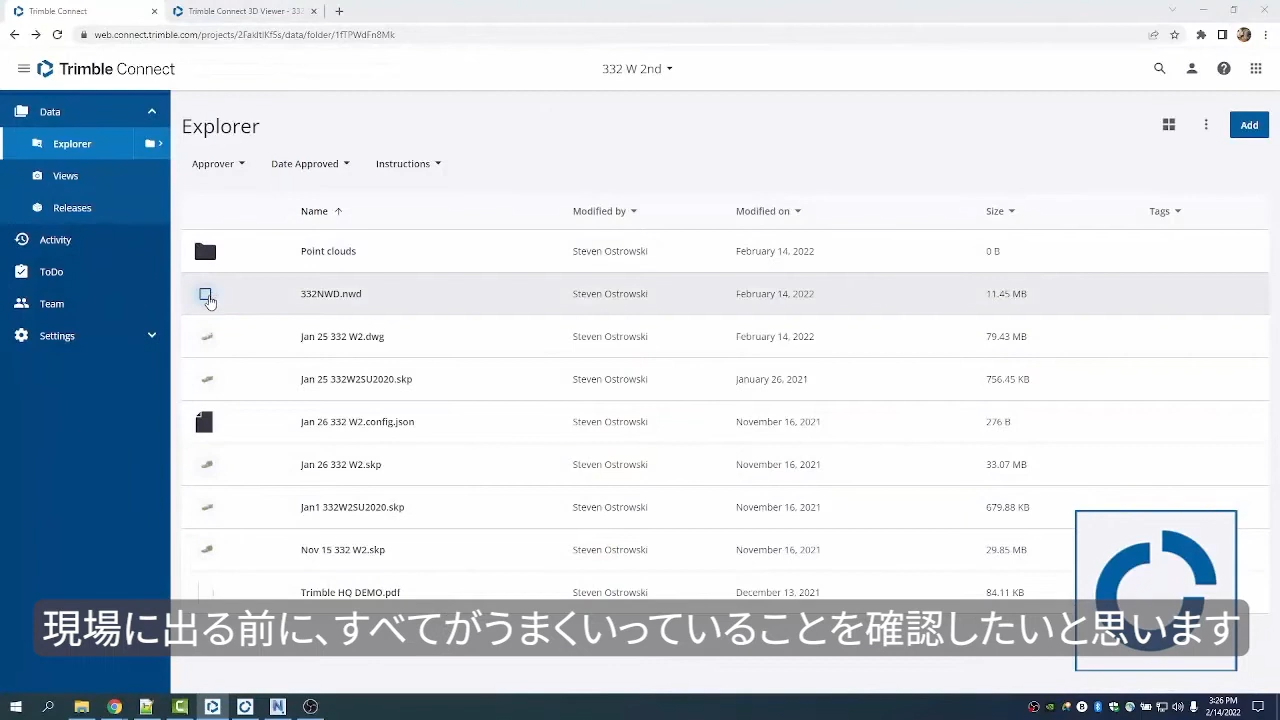 Trimble Connect
Trimble Connect 3D Viewer - 33
web.connect.trimble.com/projects/2FakItiKf5s/data/folder/1fTPWdFn8Mk
Trimble Connect
332 W 2nd
Data
Explorer
Views
Releases
Activity
ToDo
Team
Settings
Explorer
Add
Approver Date Approved Instructions
Name Modified by Modified on Size Tags
Point clouds Steven Ostrowski February 14, 2022 0 B
332NWD.nwd Steven Ostrowski February 14, 2022 11.45 MB
Jan 25 332 W2.dwg Steven Ostrowski February 14, 2022 79.43 MB
Jan 25 332W2SU2020.skp Steven Ostrowski January 26, 2021 756.45 KB
Jan 26 332 W2.config.json Steven Ostrowski November 16, 2021 276 B
Jan 26 332 W2.skp Steven Ostrowski November 16, 2021 33.07 MB
Jan1 332W2SU2020.skp Steven Ostrowski November 16, 2021 679.88 KB
Nov 15 332 W2.skp Steven Ostrowski November 16, 2021 29.85 MB
Trimble HQ DEMO.pdf Steven Ostrowski December 13, 2021 84.11 KB
現場に出る前に、すべてがうまくいっていることを確認したいと思います
3:26 PM
2/14/2022